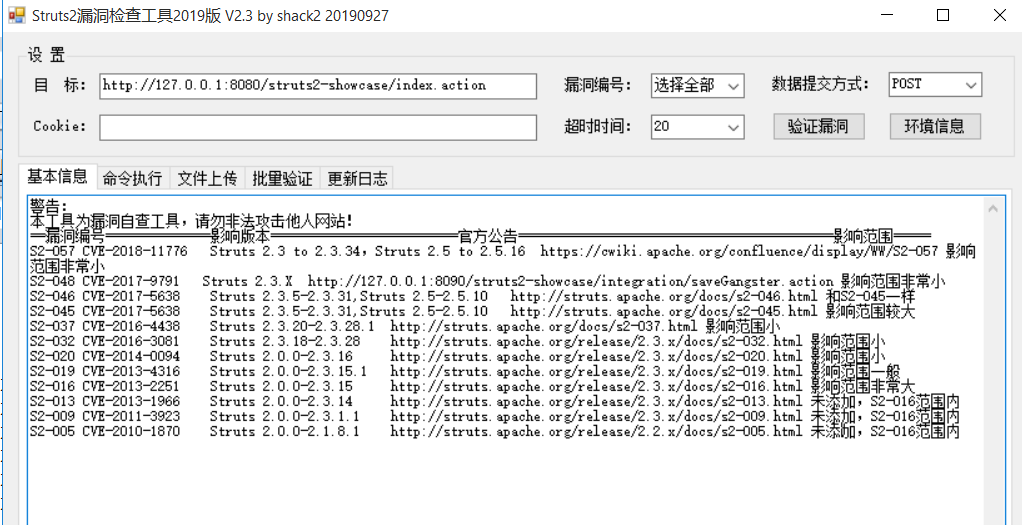 Struts2漏洞检查工具2019版 V2.3 by shack2 20190927
设 置
目 标: http://127.0.0.1:8080/struts2-showcase/index.action 漏洞编号: 选择全部 数据提交方式: POST
Cookie: 超时时间: 20 验证漏洞 环境信息
基本信息 命令执行 文件上传 批量验证 更新日志
警告:
本工具为漏洞自查工具，请勿非法攻击他人网站!
==漏洞编号==============影响版本=========================官方公告==========================================影响范围=====
S2-057 CVE-2018-11776 Struts 2.3 to 2.3.34，Struts 2.5 to 2.5.16 https://cwiki.apache.org/confluence/display/WW/S2-057 影响
范围非常小
S2-048 CVE-2017-9791 Struts 2.3.X http://127.0.0.1:8090/struts2-showcase/integration/saveGangster.action 影响范围非常小
S2-046 CVE-2017-5638 Struts 2.3.5-2.3.31,Struts 2.5-2.5.10 http://struts.apache.org/docs/s2-046.html 和S2-045一样
S2-045 CVE-2017-5638 Struts 2.3.5-2.3.31,Struts 2.5-2.5.10 http://struts.apache.org/docs/s2-045.html 影响范围较大
S2-037 CVE-2016-4438 Struts 2.3.20-2.3.28.1 http://struts.apache.org/docs/s2-037.html 影响范围小
S2-032 CVE-2016-3081 Struts 2.3.18-2.3.28 http://struts.apache.org/release/2.3.x/docs/s2-032.html 影响范围小
S2-020 CVE-2014-0094 Struts 2.0.0-2.3.16 http://struts.apache.org/release/2.3.x/docs/s2-020.html 影响范围小
S2-019 CVE-2013-4316 Struts 2.0.0-2.3.15.1 http://struts.apache.org/release/2.3.x/docs/s2-019.html 影响范围一般
S2-016 CVE-2013-2251 Struts 2.0.0-2.3.15 http://struts.apache.org/release/2.3.x/docs/s2-016.html 影响范围非常大
S2-013 CVE-2013-1966 Struts 2.0.0-2.3.14 http://struts.apache.org/release/2.3.x/docs/s2-013.html 未添加，S2-016范围内
S2-009 CVE-2011-3923 Struts 2.0.0-2.3.1.1 http://struts.apache.org/release/2.3.x/docs/s2-009.html 未添加，S2-016范围内
S2-005 CVE-2010-1870 Struts 2.0.0-2.1.8.1 http://struts.apache.org/release/2.2.x/docs/s2-005.html 未添加，S2-016范围内